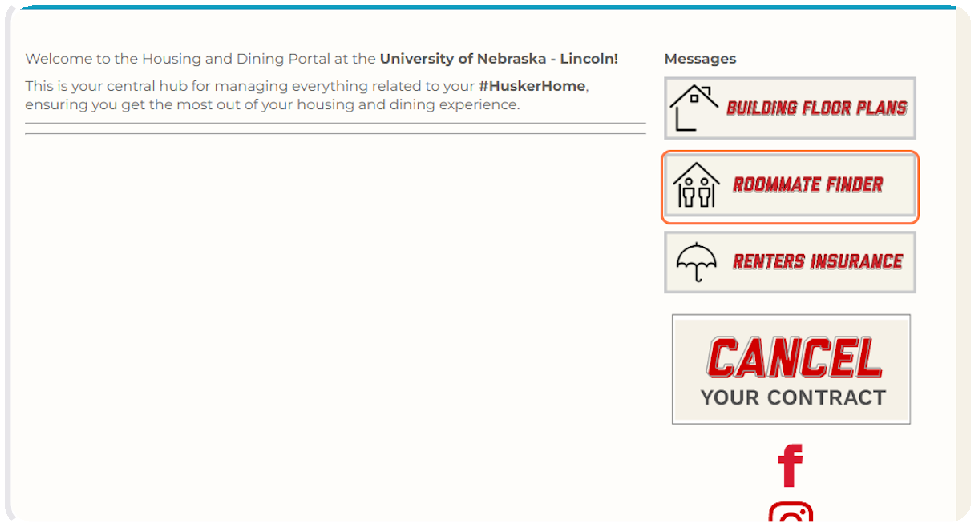 Welcome to the Housing and Dining Portal at the University of Nebraska - Lincoln!
This is your central hub for managing everything related to your #HuskerHome,
ensuring you get the most out of your housing and dining experience.
Messages
BUILDING FLOOR PLANS
ROOMMATE FINDER
RENTERS INSURANCE
CANCEL
YOUR CONTRACT